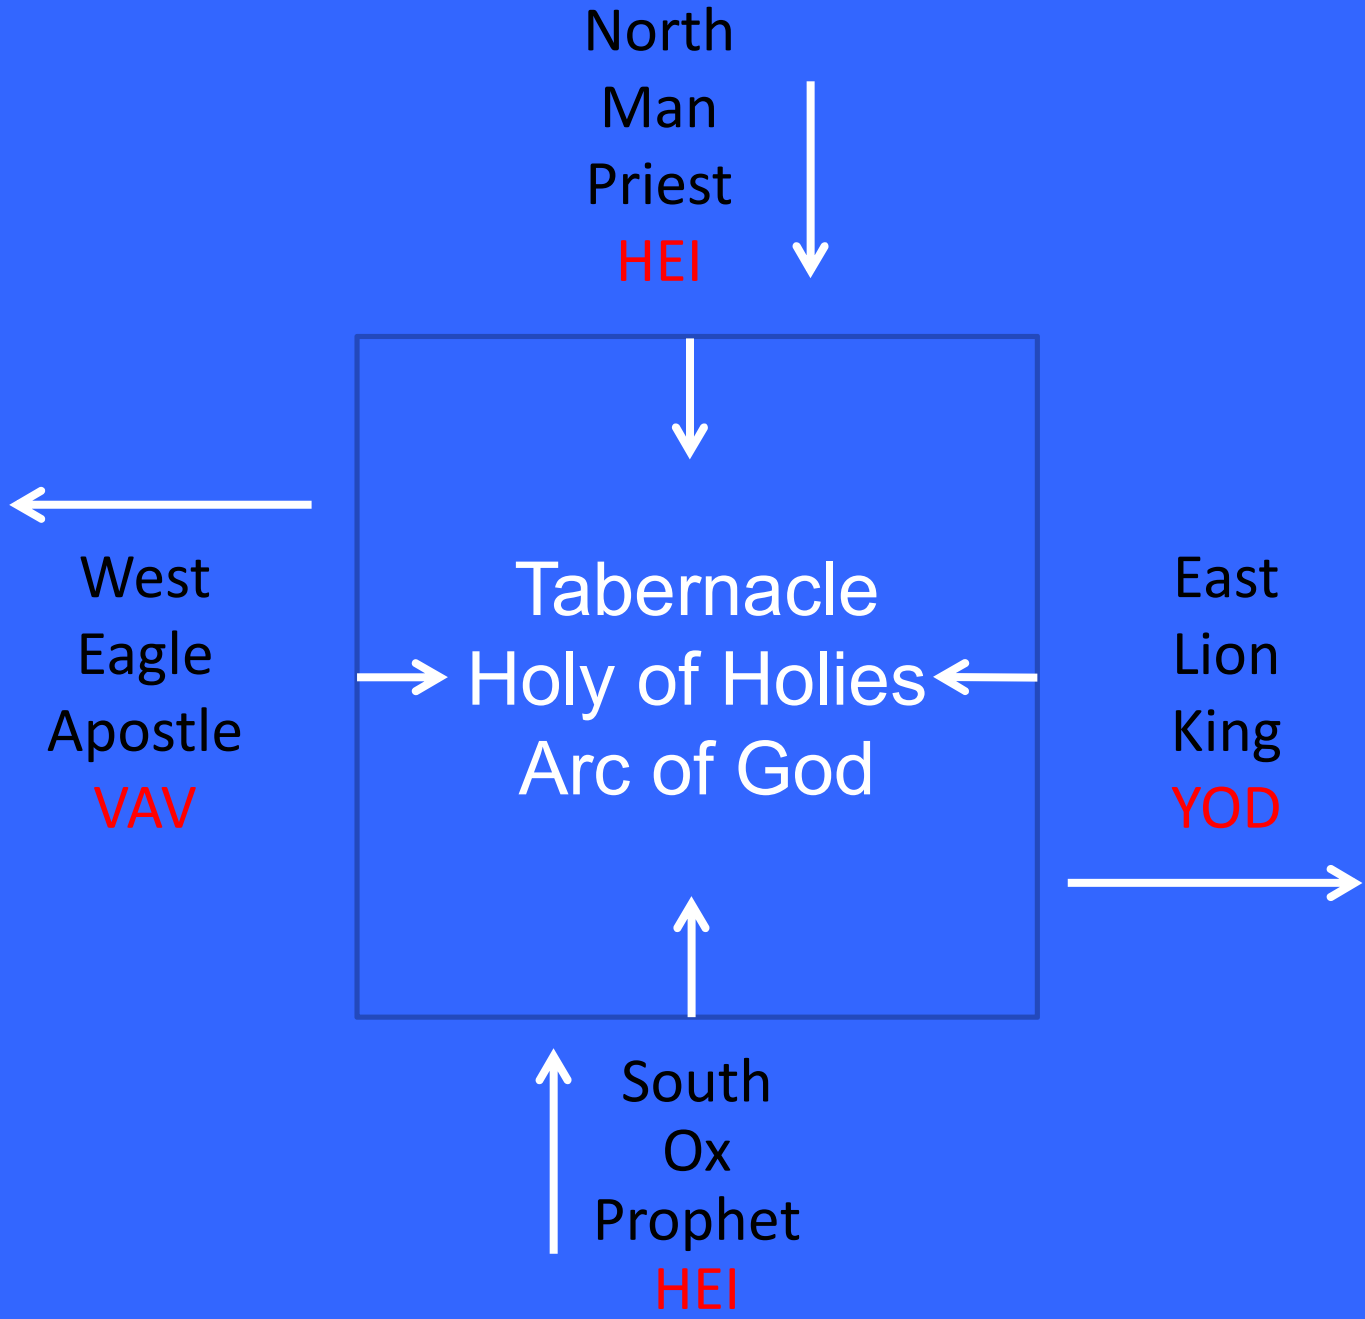 North
Man
Priest
HEI
West
Eagle
Apostle
VAV
Tabernacle
Holy of Holies
Arc of God
East
Lion
King
YOD
South
Ox
Prophet
HEI